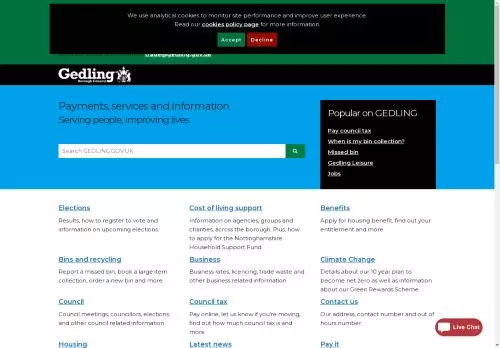 We use analytical cookies to monitor site performance and improve user experience.
Read our cookies policy page for more information.
Accept Decline
trade@gedling.gov.uk
Gedling
Borough Council
Payments, services and information
Serving people, improving lives
Search GEDLING.GOV.UK
Popular on GEDLING
Pay council tax
When is my bin collection?
Missed bin
Gedling Leisure
Jobs
Elections
Results, how to register to vote and
information on upcoming elections
Cost of living support
Information on agencies, groups and
charities, across the borough. Plus, how
to apply for the Nottinghamshire
Household Support Fund
Benefits
Apply for housing benefit, find out your
entitlement and more
Bins and recycling
Report a missed bin, book a large item
collection, order a new bin and more
Business
Business rates, licencing, trade waste and
other business related information
Climate Change
Details about our 10 year plan to
become net zero as well as information
about our Green Rewards Scheme
Council
Council meetings, councillors, elections
and other council related information
Council tax
Pay online, let us know if you're moving,
find out how much council tax is and more
Contact us
Our address, contact number and out of
hours number
Live Chat
Housing
Latest news
Pay it